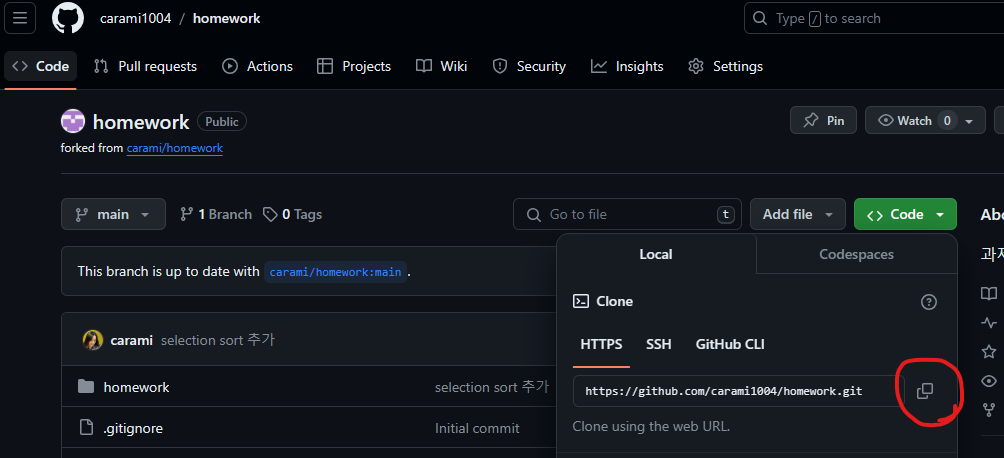 carami1004 / homework
Type / to search
Code Pull requests Actions Projects Wiki Security Insights Settings
homework Public
Pin Watch 0
forked from carami/homework
main 1 Branch 0 Tags
Go to file t
Add file
Code
Abo
Local Codespaces
This branch is up to date with carami/homework:main.
과제
Clone
carami selection sort 추가
HTTPS SSH GitHub CLI
homework selection sort 추가
https://github.com/carami1004/homework.git
.gitignore Initial commit
Clone using the web URL.